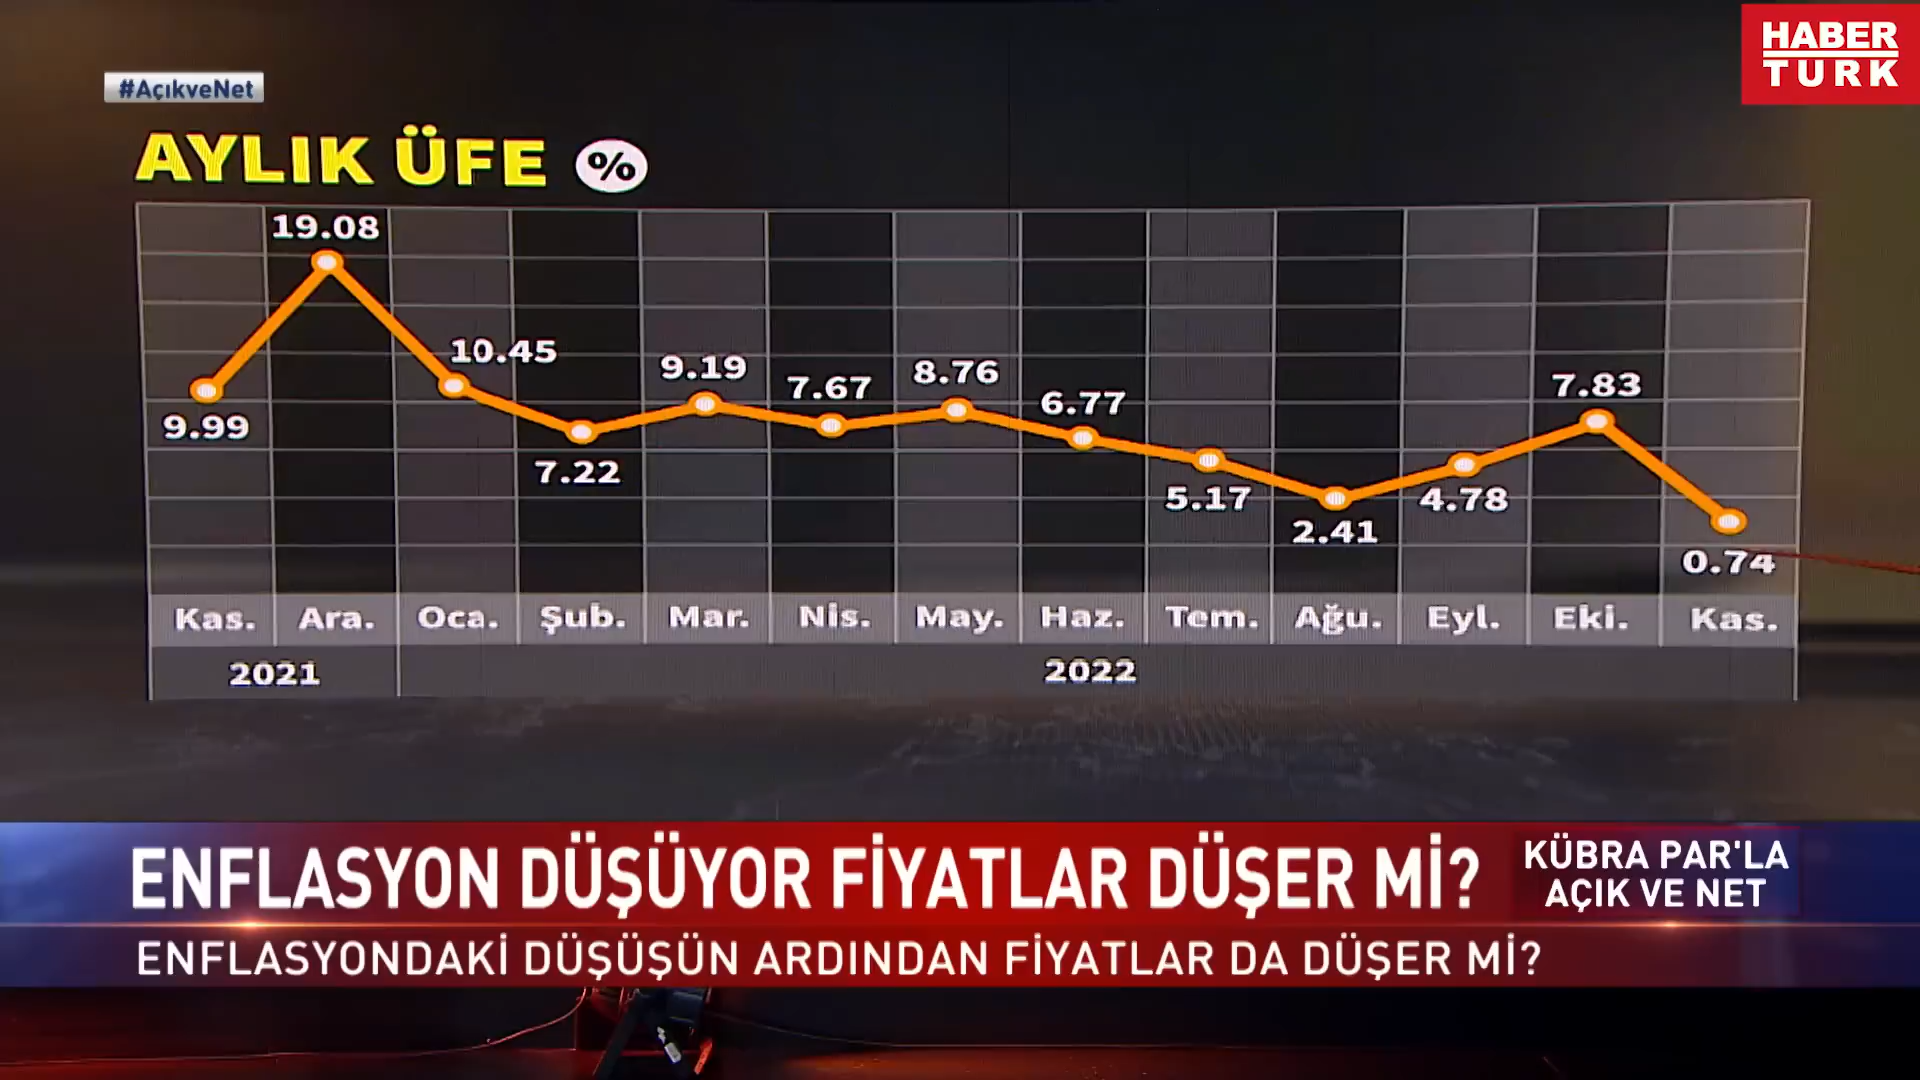 HABER
TURK
#AçıkveNet
AYLIK ÜFE %
19.08
10.45
9.19
7.67
8.76
6.77
7.83
9.99
7.22
5.17
2.41
4.78
0.74
Kas. Ara. Oca. Şub. Mar. Nis. May. Haz. Tem. Ağu. Eyl. Eki. Kas.
2021 2022
ENFLASYON DÜŞÜYOR FİYATLAR DÜŞER Mİ?
KÜBRA PAR'LA
AÇIK VE NET
ENFLASYONDAKİ DÜŞÜŞÜN ARDINDAN FİYATLAR DA DÜŞER Mİ?